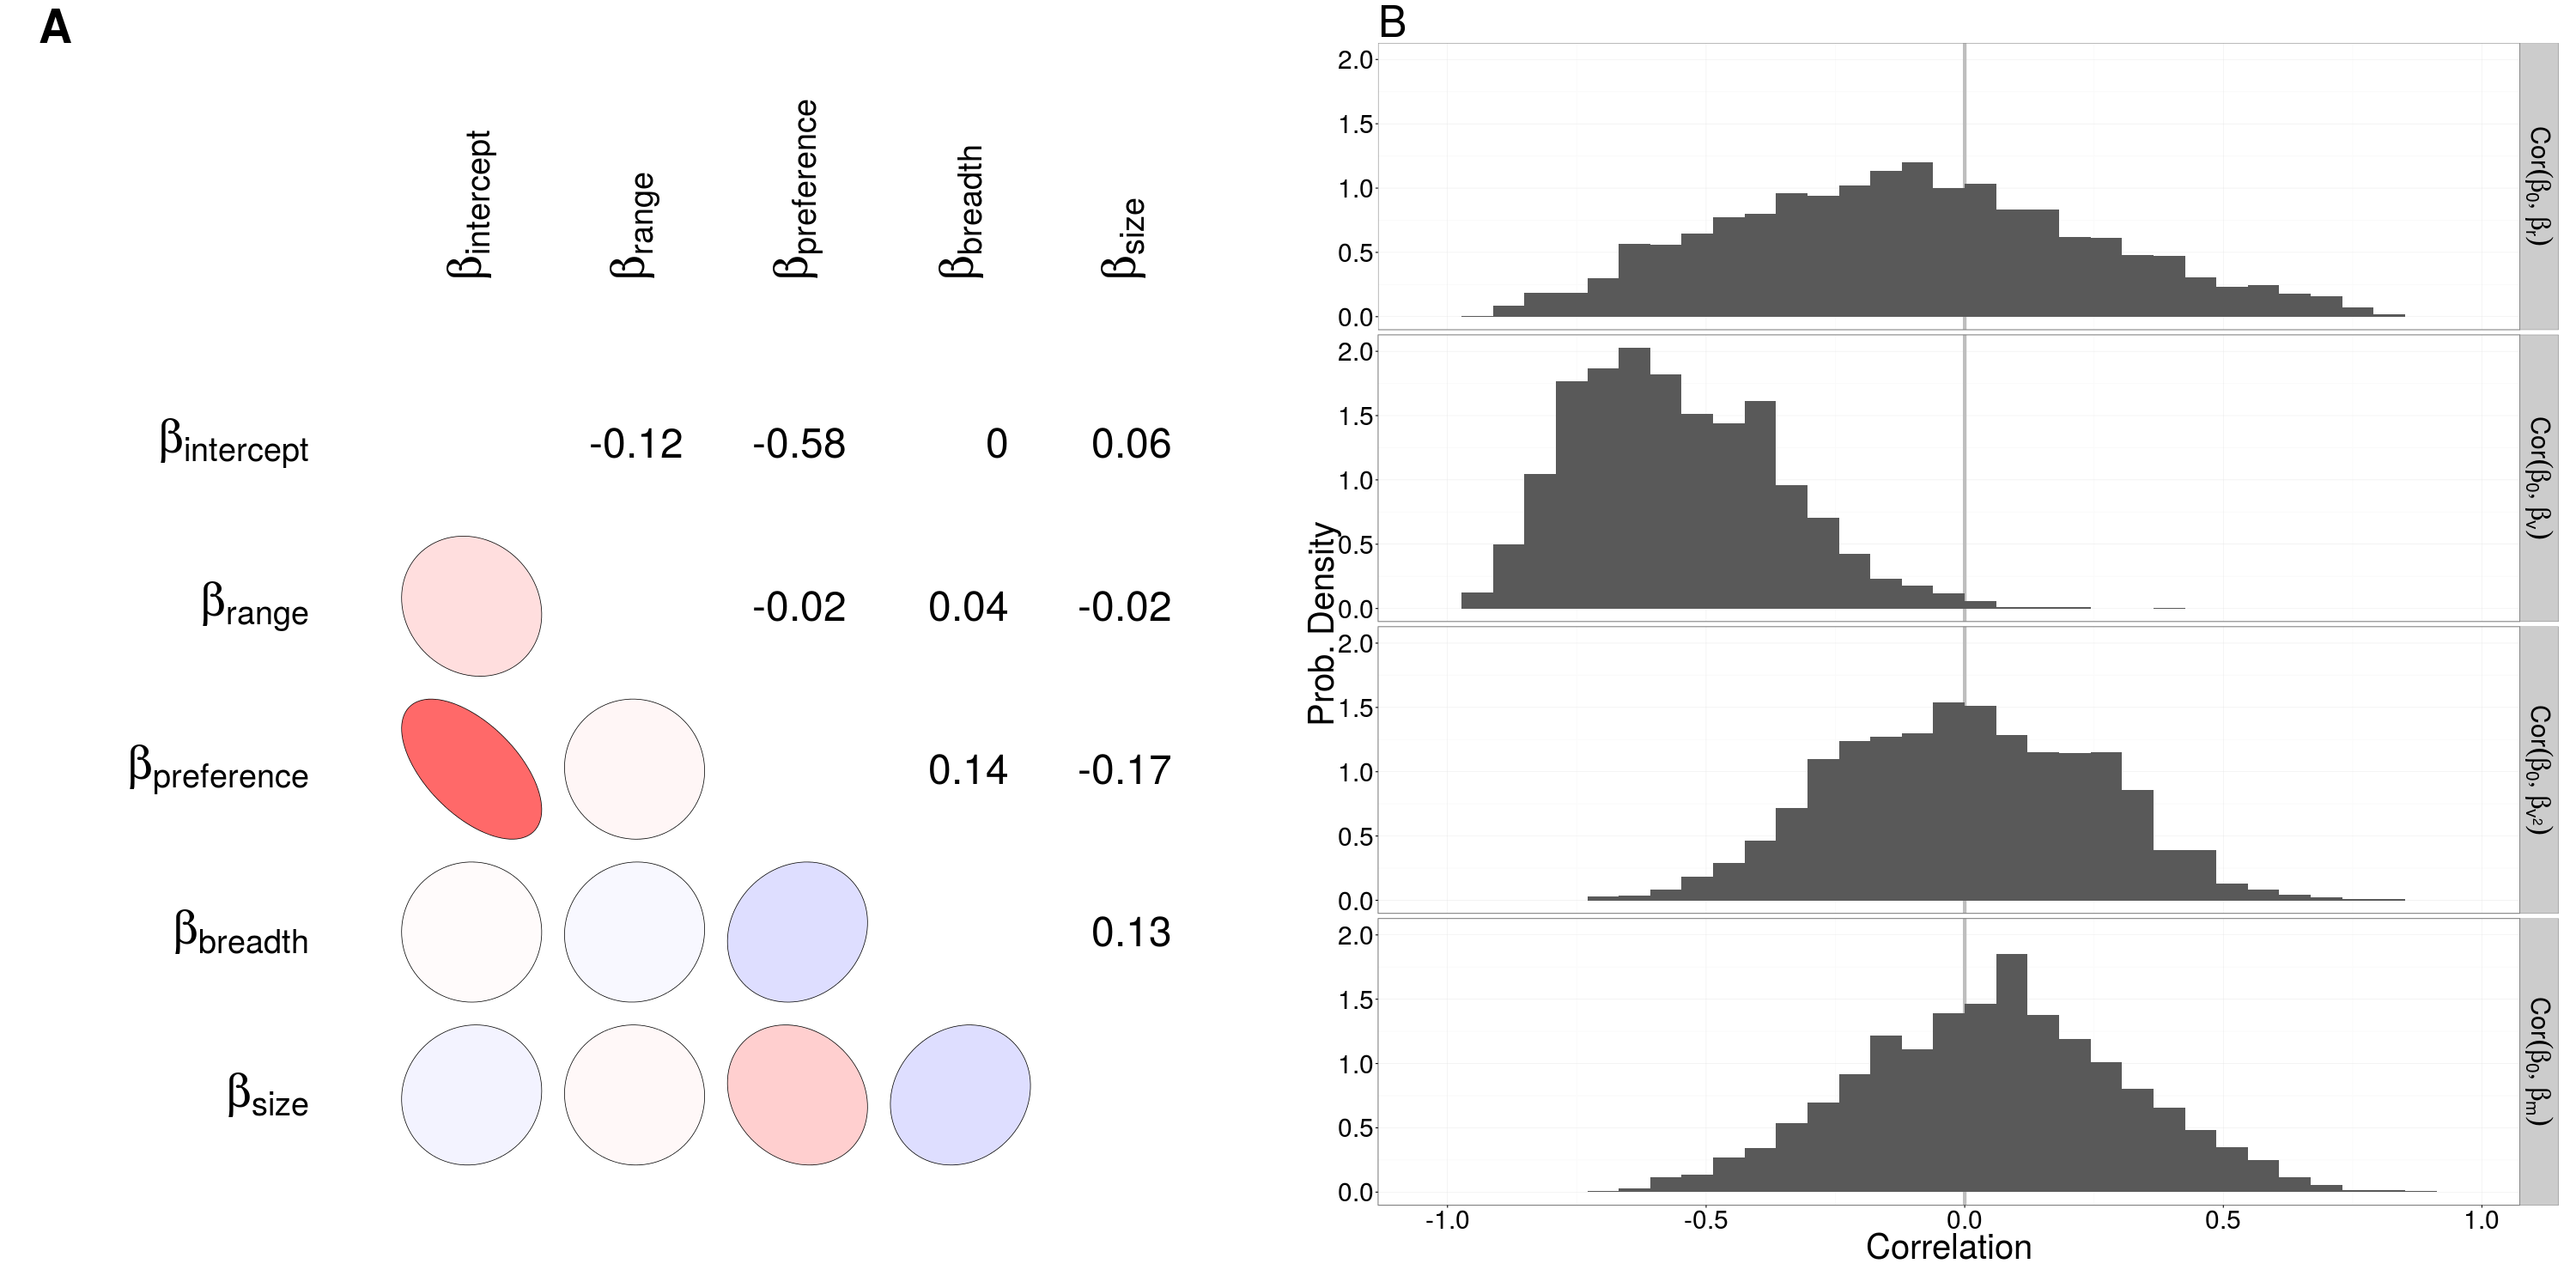 A
βintercept
βrange
βpreference
βbreadth
βsize
βintercept -0.12 -0.58 0 0.06
βrange -0.02 0.04 -0.02
βpreference 0.14 -0.17
βbreadth 0.13
βsize
B
Prob. Density
2.0
1.5
1.0
0.5
0.0
Cor(β0, βr)
2.0
1.5
1.0
0.5
0.0
Cor(β0, βv)
2.0
1.5
1.0
0.5
0.0
Cor(β0, βv²)
2.0
1.5
1.0
0.5
0.0
Cor(β0, βm)
-1.0 -0.5 0.0 0.5 1.0
Correlation